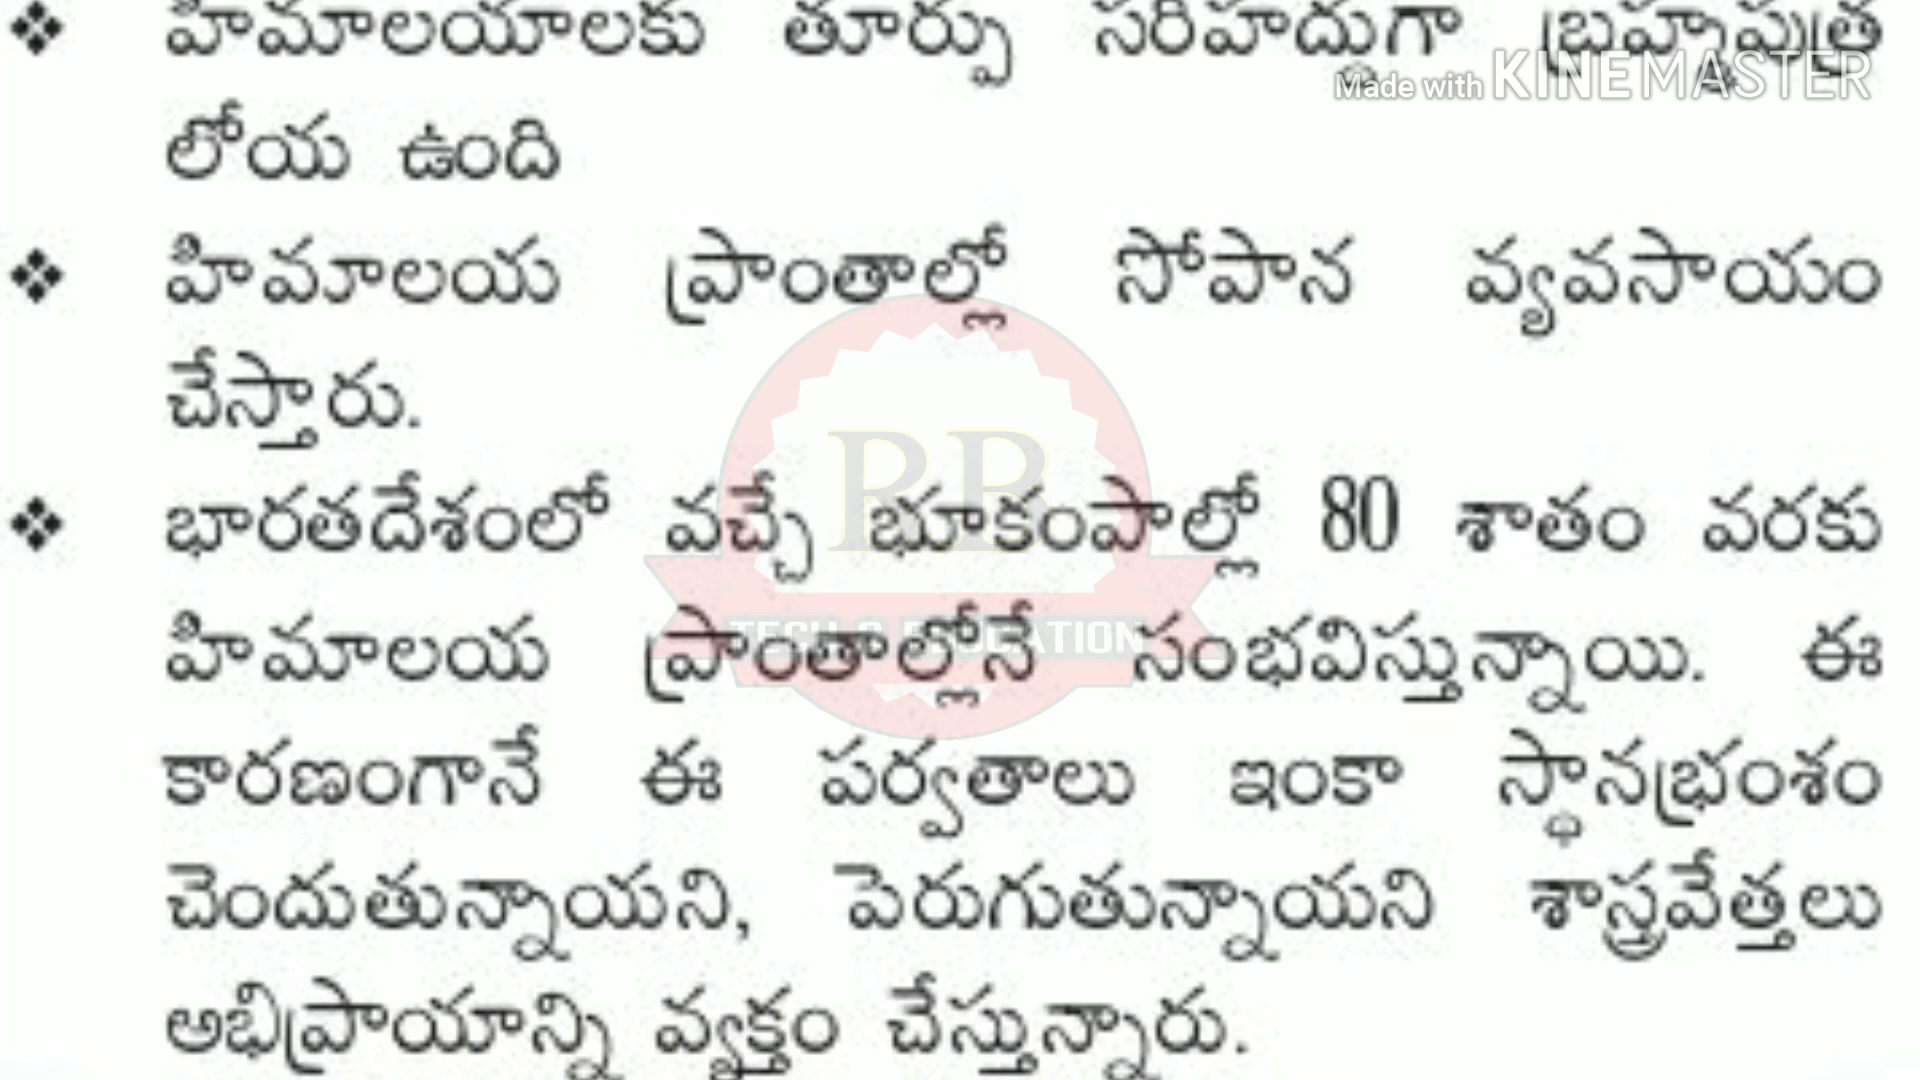 ❖ హిమాలయాలకు తూర్పు సరిహద్దుగా బ్రహ్మపుత్ర
Made with KINEMASTER
లోయ ఉంది
❖ హిమాలయ ప్రాంతాల్లో సోపాన వ్యవసాయం
చేస్తారు.
❖ భారతదేశంలో వచ్చే భూకంపాల్లో 80 శాతం వరకు
హిమాలయ ప్రాంతాల్లోనే సంభవిస్తున్నాయి. ఈ
కారణంగానే ఈ పర్వతాలు ఇంకా స్థానభ్రంశం
చెందుతున్నాయని, పెరుగుతున్నాయని శాస్త్రవేత్తలు
అభిప్రాయాన్ని వ్యక్తం చేస్తున్నారు.